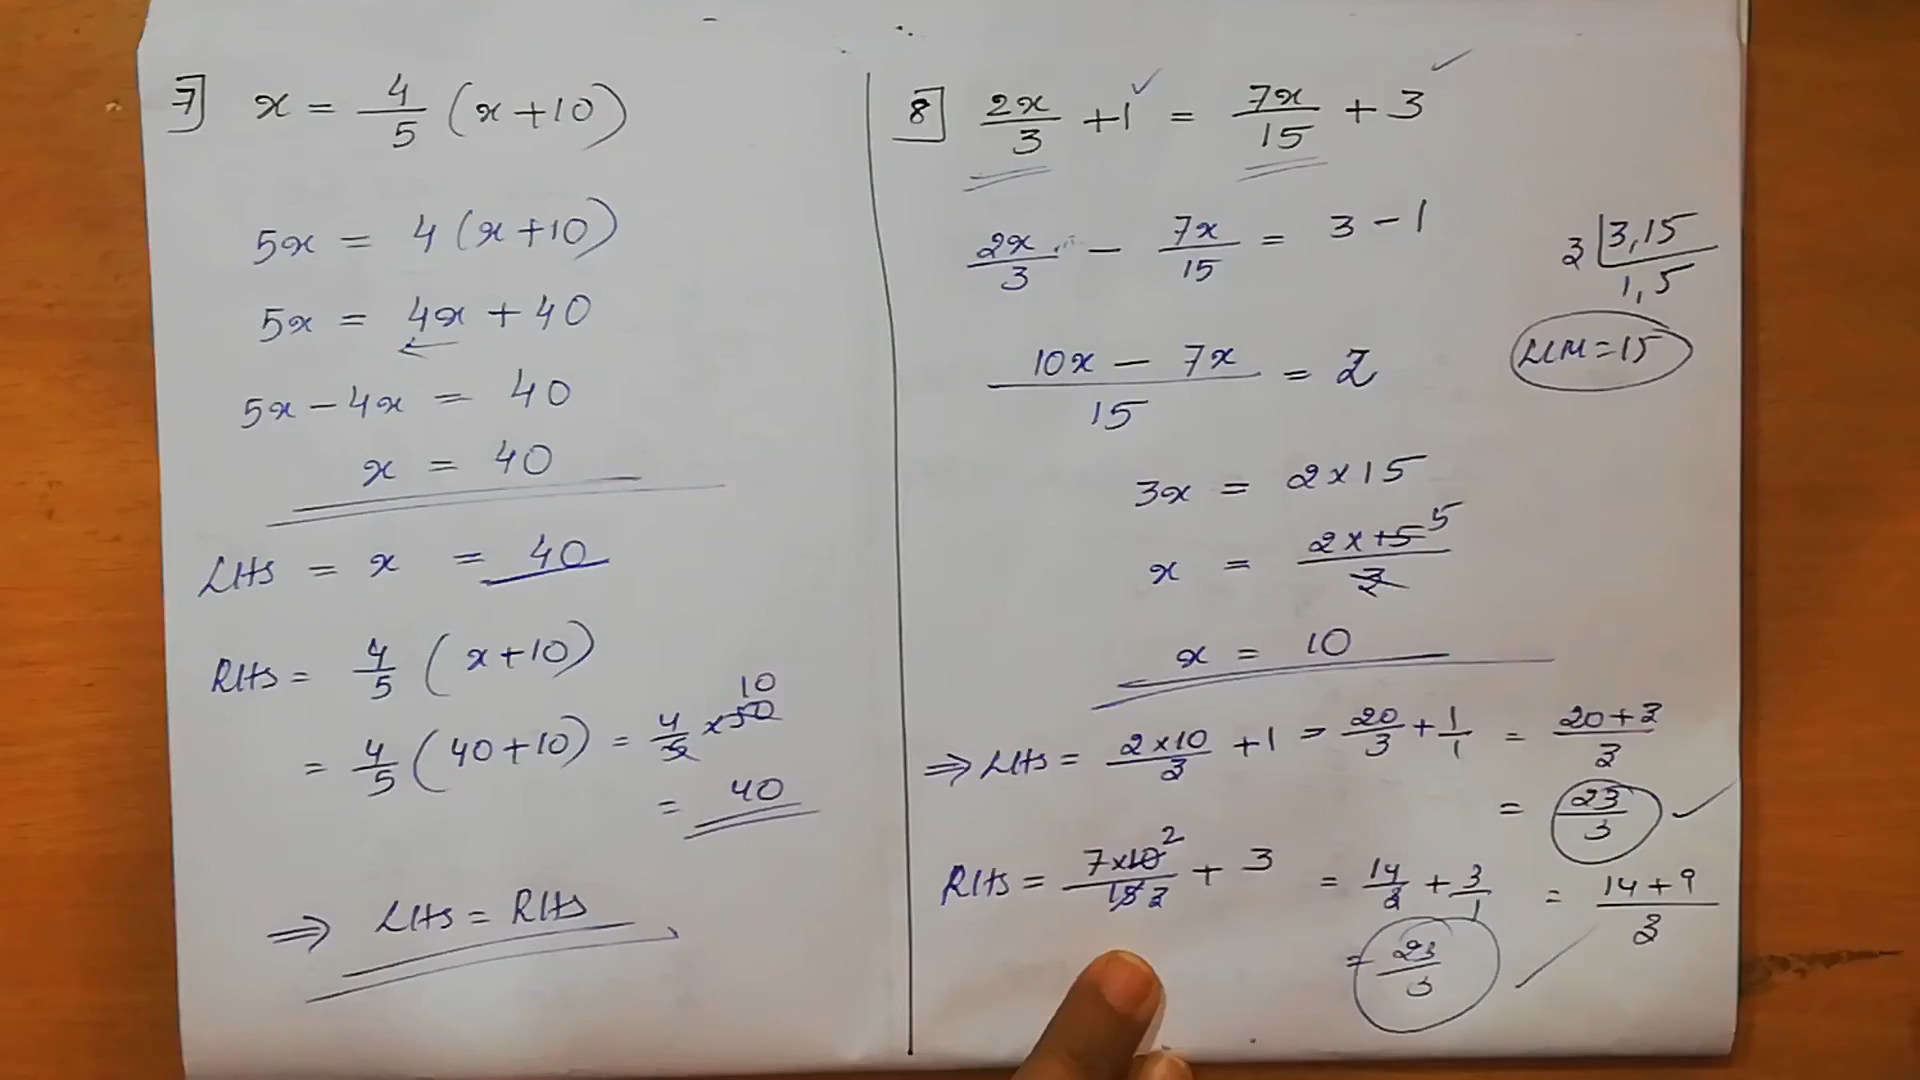 7] x = 4/5 (x+10)
5x = 4(x+10)
5x = 4x + 40
5x - 4x = 40
x = 40
LHS = x = 40
RHS = 4/5 (x+10)
= 4/5 (40+10) = 4/5 x 50 10
= 40
⇒ LHS = RHS
8] 2x/3 + 1 ✓ = 7x/15 + 3 ✓
2x/3 - 7x/15 = 3 - 1
3 | 3, 15
1, 5
LCM = 15
10x - 7x / 15 = 2
3x = 2 x 15
x = 2 x 15 5 / 3
x = 10
⇒ LHS = 2 x 10/3 + 1 = 20/3 + 1/1 = 20+3/3
= 23/3 ✓
RHS = 7 x 10 2 / 15 3 + 3 = 14/3 + 3/1 = 14+9/3
= 23/3 ✓